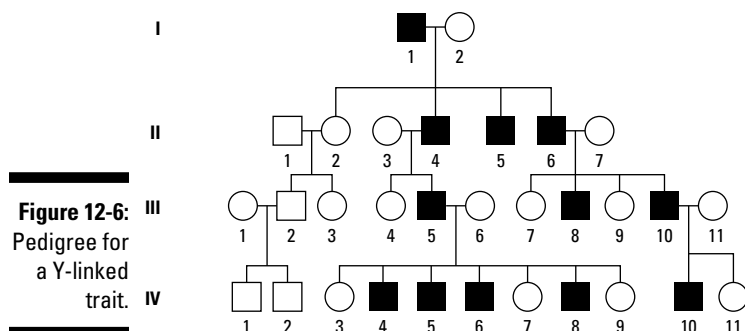 I
1 2
II
1 2 3 4 5 6 7
Figure 12-6: III
Pedigree for
1 2 3 4 5 6 7 8 9 10 11
a Y-linked
trait. IV
1 2 3 4 5 6 7 8 9 10 11